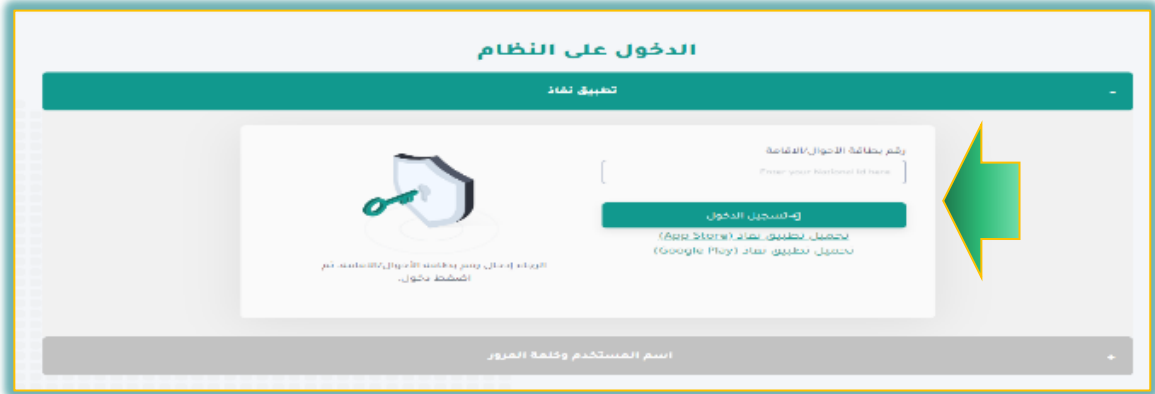 الدخول على النظام
تطبيق نفاذ
-
رقم بطاقة الأحوال/الاقامة
Enter your National Id here
تسجيل الدخول
تحميل تطبيق نفاذ (App Store)
تحميل تطبيق نفاذ (Google Play)
الرجاء إدخال رقم بطاقة الأحوال/الاقامة، ثم
اضغط دخول.
اسم المستخدم وكلمة المرور
+